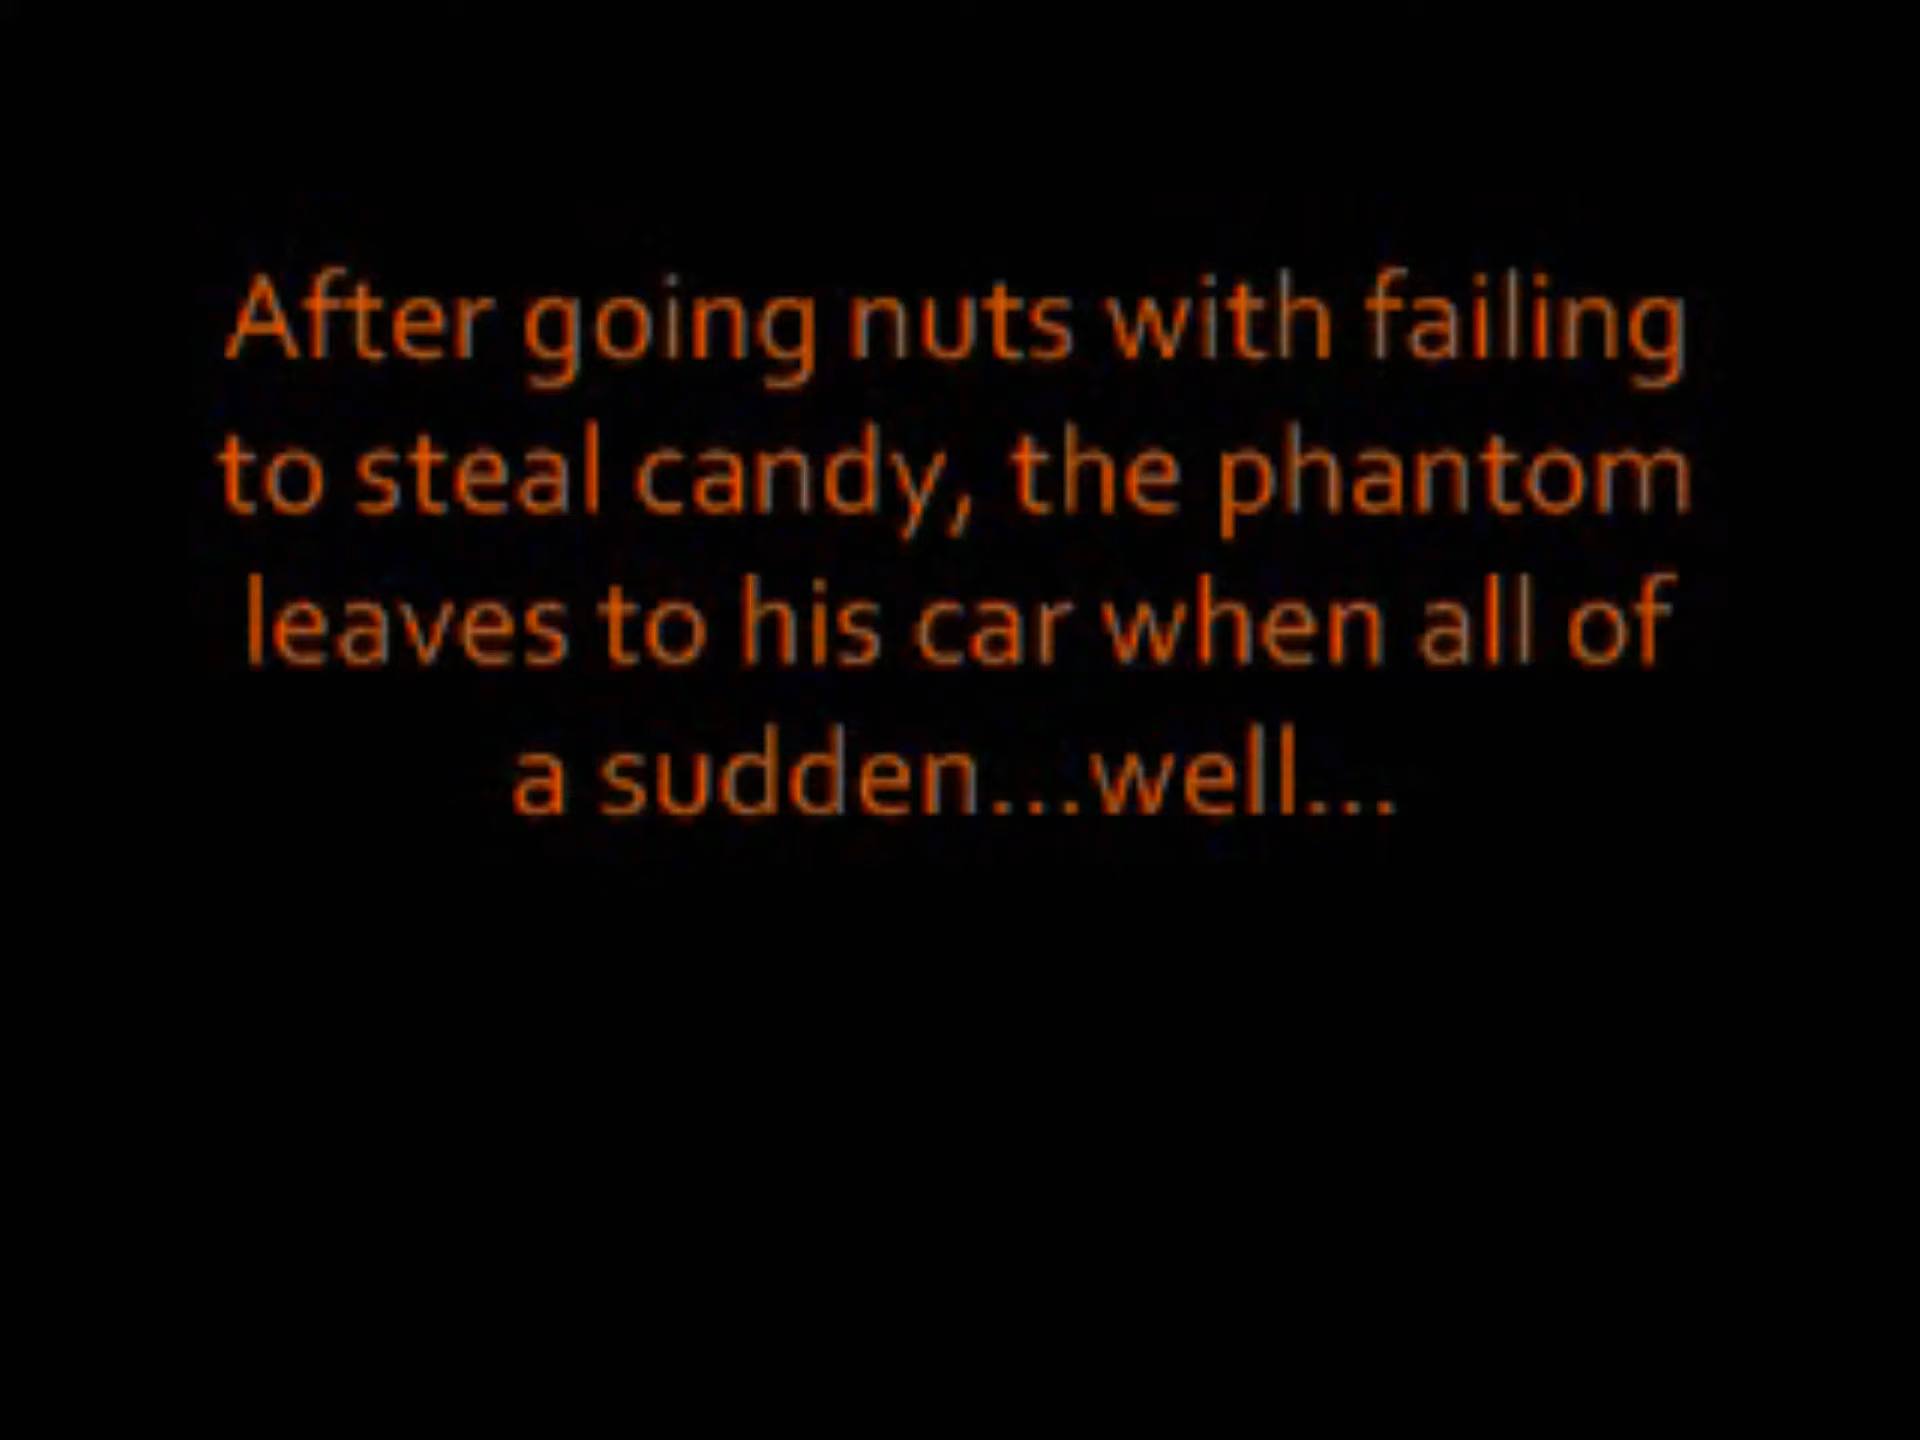 After going nuts with failing
to steal candy, the phantom
leaves to his car when all of
a sudden...well...